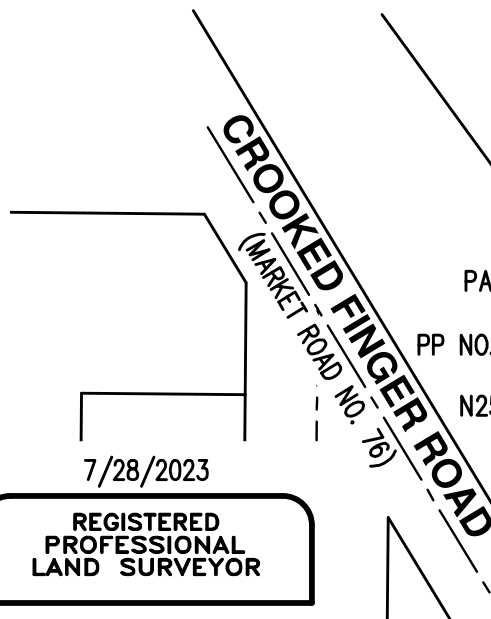 CROOKED FINGER ROAD
(MARKET ROAD NO. 76)
PA
PP NO.
N25
7/28/2023
REGISTERED
PROFESSIONAL
LAND SURVEYOR